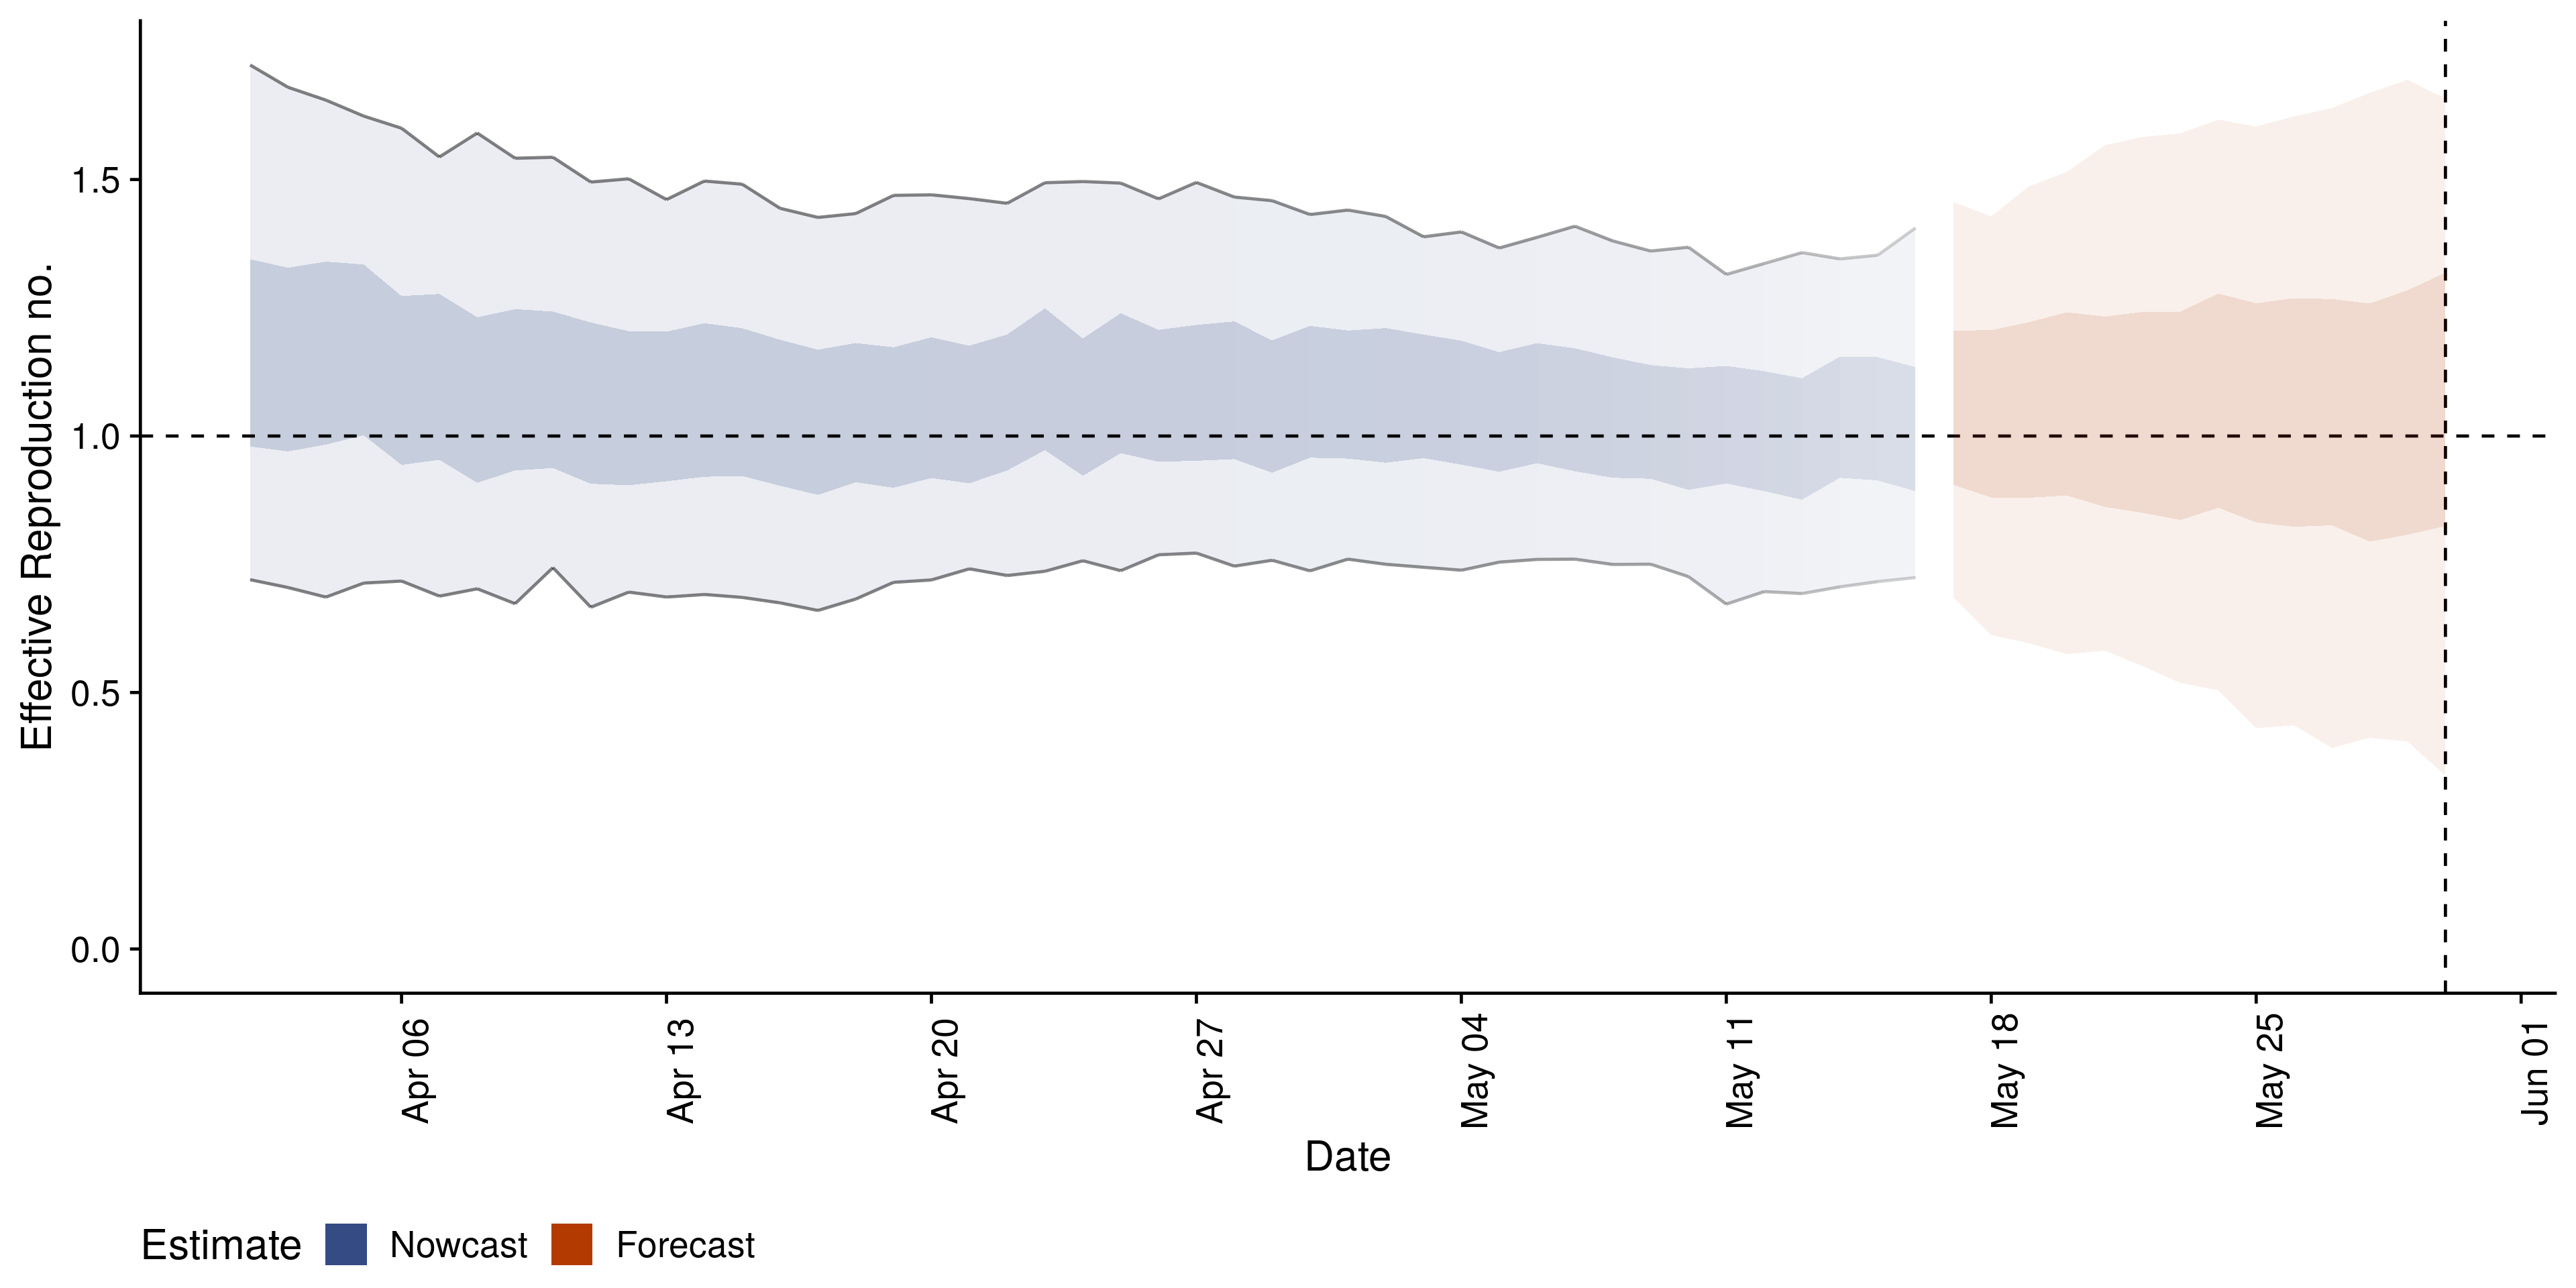 Effective Reproduction no.
1.5
1.0
0.5
0.0
Apr 06
Apr 13
Apr 20
Apr 27
May 04
May 11
May 18
May 25
Jun 01
Date
Estimate Nowcast Forecast